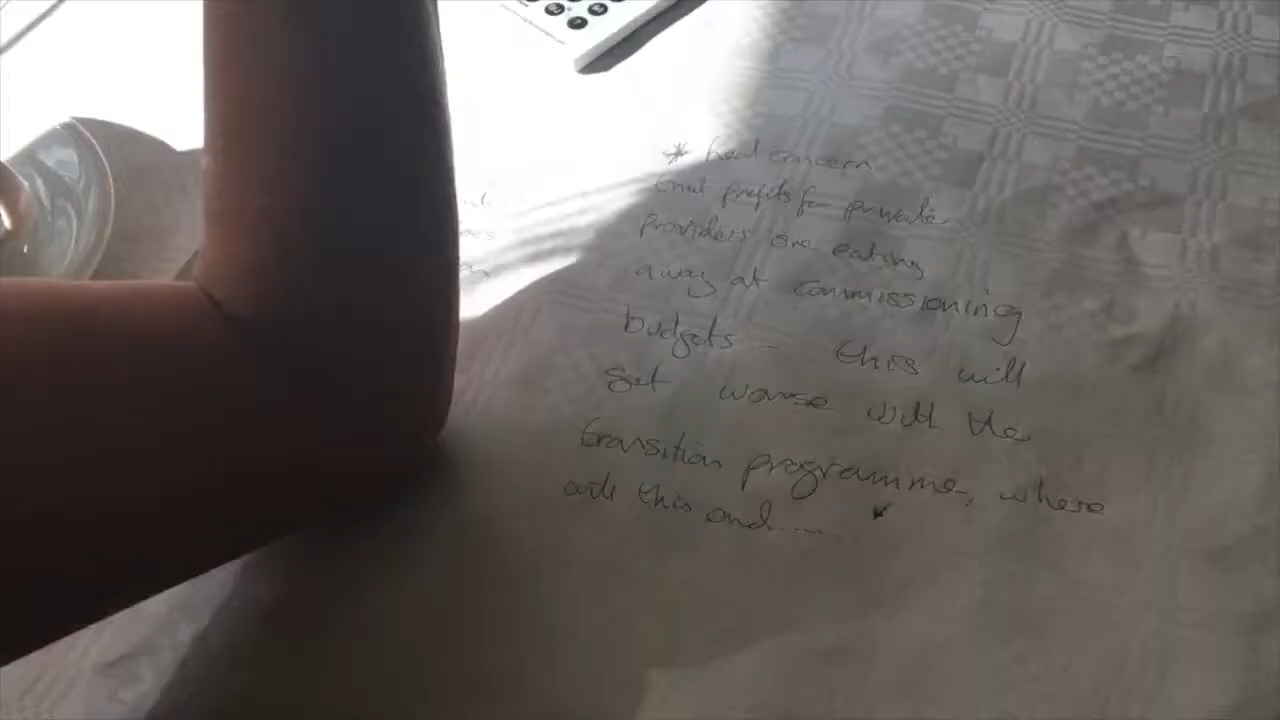 * head concern
that profits for private
providers are eating
away at commissioning
budgets - this will
get worse with the
transition programme, where
will this end.....